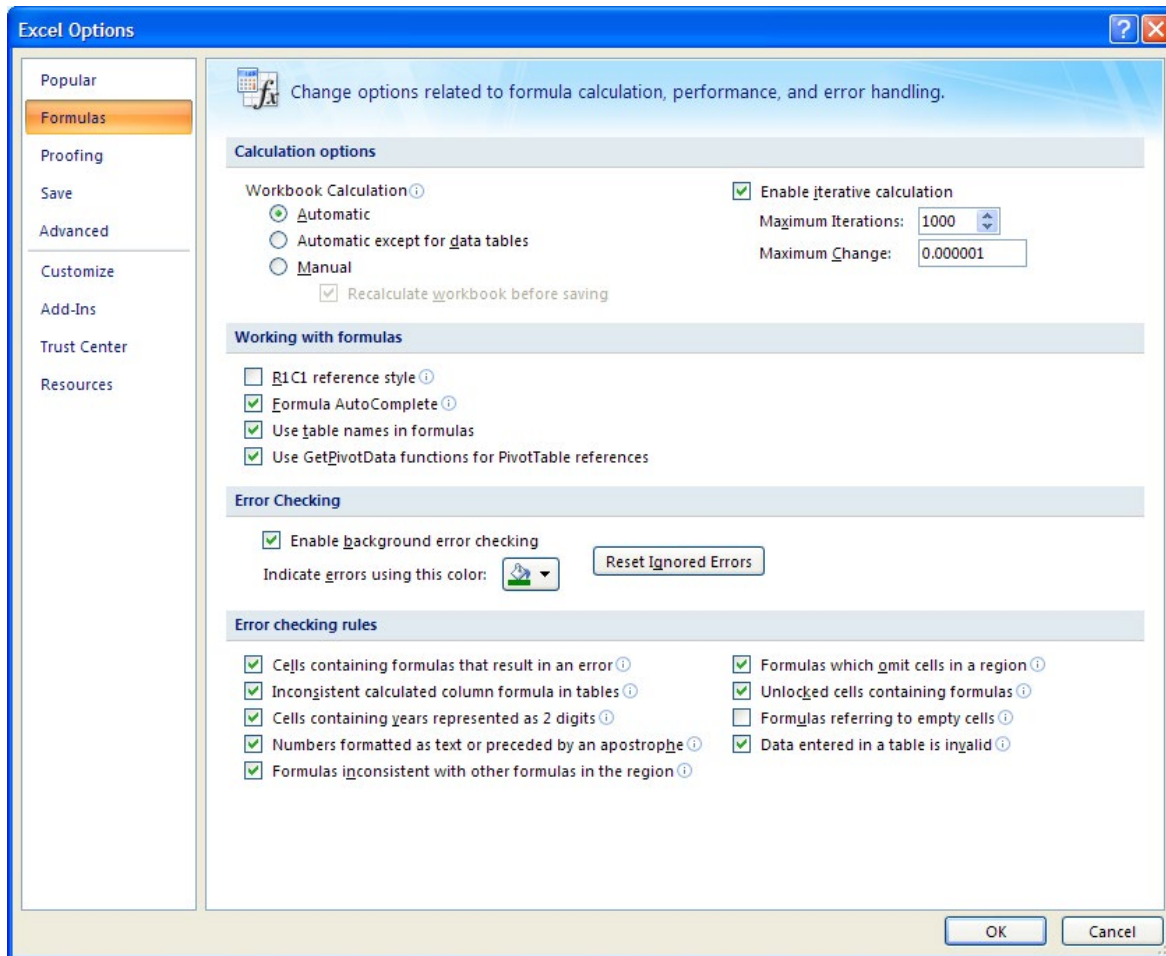 Excel Options
Popular
Formulas
Proofing
Save
Advanced
Customize
Add-Ins
Trust Center
Resources
Change options related to formula calculation, performance, and error handling.
Calculation options
Workbook Calculation
Automatic
Automatic except for data tables
Manual
Recalculate workbook before saving
Enable iterative calculation
Maximum Iterations: 1000
Maximum Change: 0.000001
Working with formulas
R1C1 reference style
Formula AutoComplete
Use table names in formulas
Use GetPivotData functions for PivotTable references
Error Checking
Enable background error checking
Indicate errors using this color:
Reset Ignored Errors
Error checking rules
Cells containing formulas that result in an error
Inconsistent calculated column formula in tables
Cells containing years represented as 2 digits
Numbers formatted as text or preceded by an apostrophe
Formulas inconsistent with other formulas in the region
Formulas which omit cells in a region
Unlocked cells containing formulas
Formulas referring to empty cells
Data entered in a table is invalid
OK
Cancel